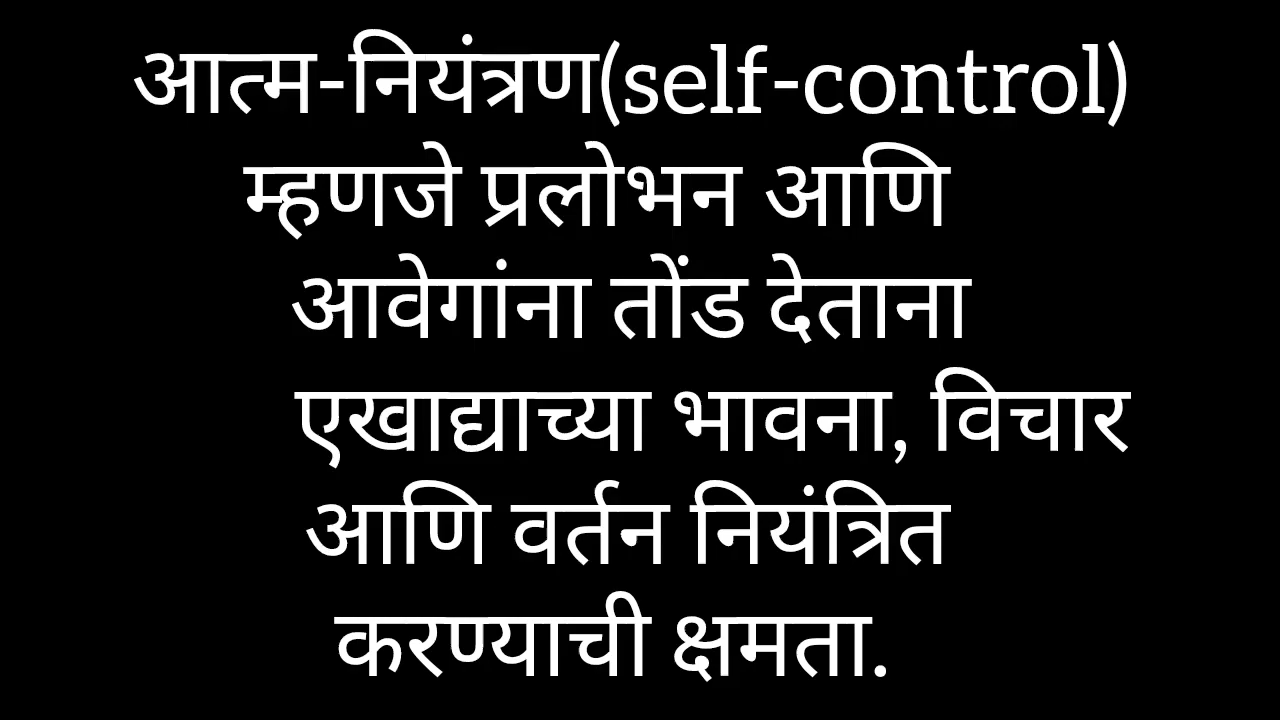 आत्म-नियंत्रण(self-control)
म्हणजे प्रलोभन आणि
आवेगांना तोंड देताना
एखाद्याच्या भावना, विचार
आणि वर्तन नियंत्रित
करण्याची क्षमता.